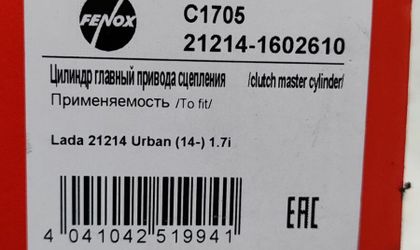 FENOX
C1705
21214-1602610
Цилиндр главный привода сцепления /clutch master cylinder/
Применяемость /To fit/
Lada 21214 Urban (14-) 1.7i
4 041042 519941
EAC